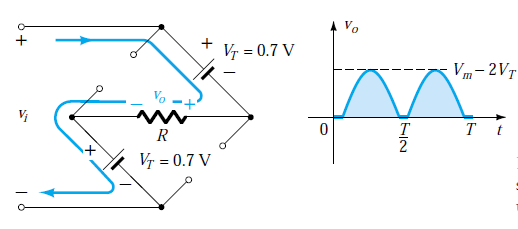 +
+
V_T = 0.7 V
−
− V_o +
V_i
R
+
V_T = 0.7 V
−
−
V_o
V_m − 2V_T
0
T/2
T
t